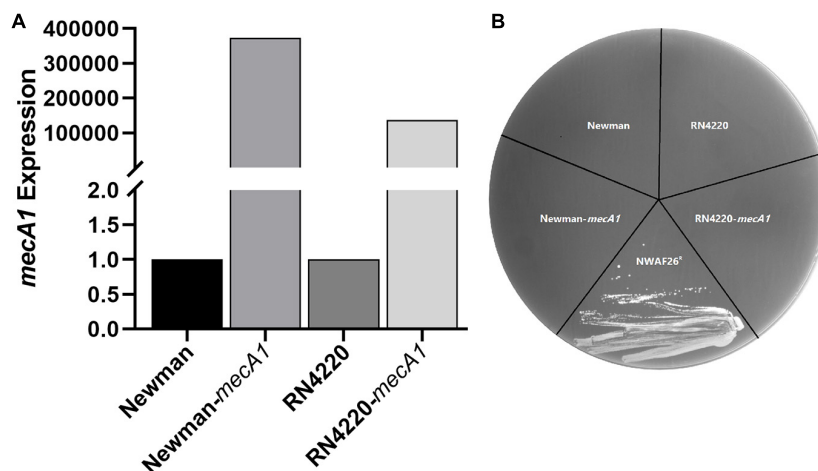 A
mecA1 Expression
400000
300000
200000
100000
2.0
1.5
1.0
0.5
0.0
Newman
Newman-mecA1
RN4220
RN4220-mecA1
B
Newman
RN4220
Newman-mecA1
RN4220-mecA1
NWAF26R